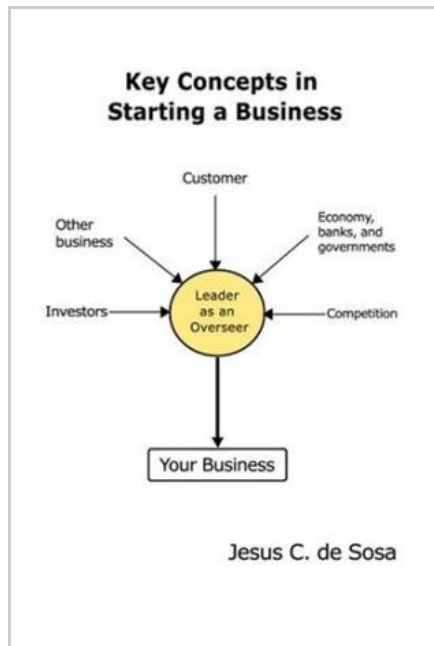 Key Concepts in
Starting a Business
Customer
Other
business
Economy,
banks, and
governments
Investors
Leader
as an
Overseer
Competition
Your Business
Jesus C. de Sosa